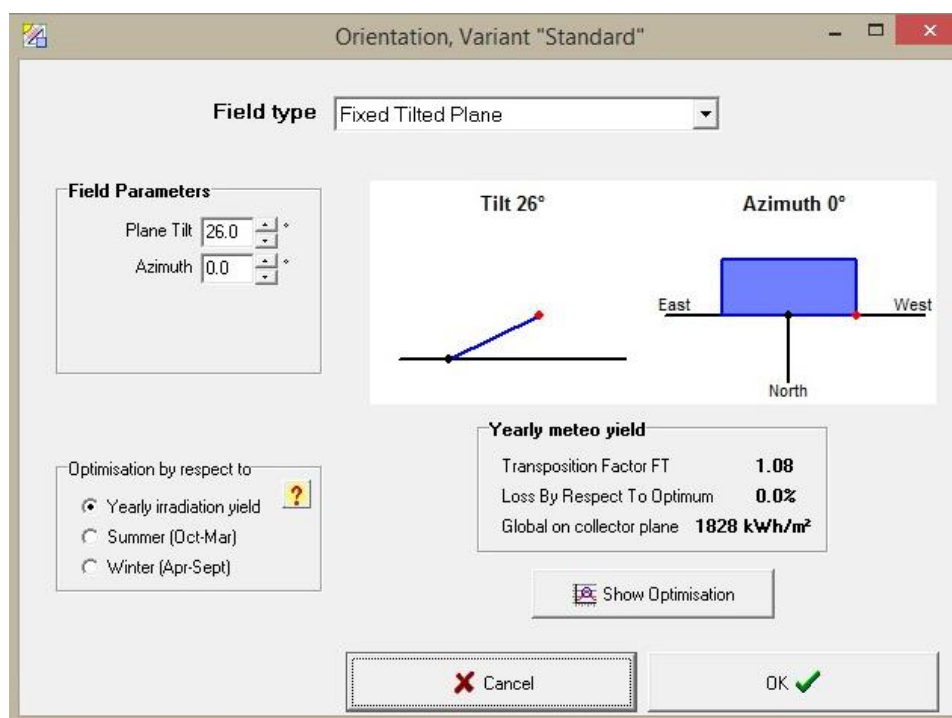 Orientation, Variant "Standard"
Field type Fixed Tilted Plane
Field Parameters
Plane Tilt 26.0 °
Azimuth 0.0 °
Tilt 26°
Azimuth 0°
East West
North
Optimisation by respect to
?
Yearly irradiation yield
Summer (Oct-Mar)
Winter (Apr-Sept)
Yearly meteo yield
Transposition Factor FT 1.08
Loss By Respect To Optimum 0.0%
Global on collector plane 1828 kWh/m²
Show Optimisation
Cancel
OK